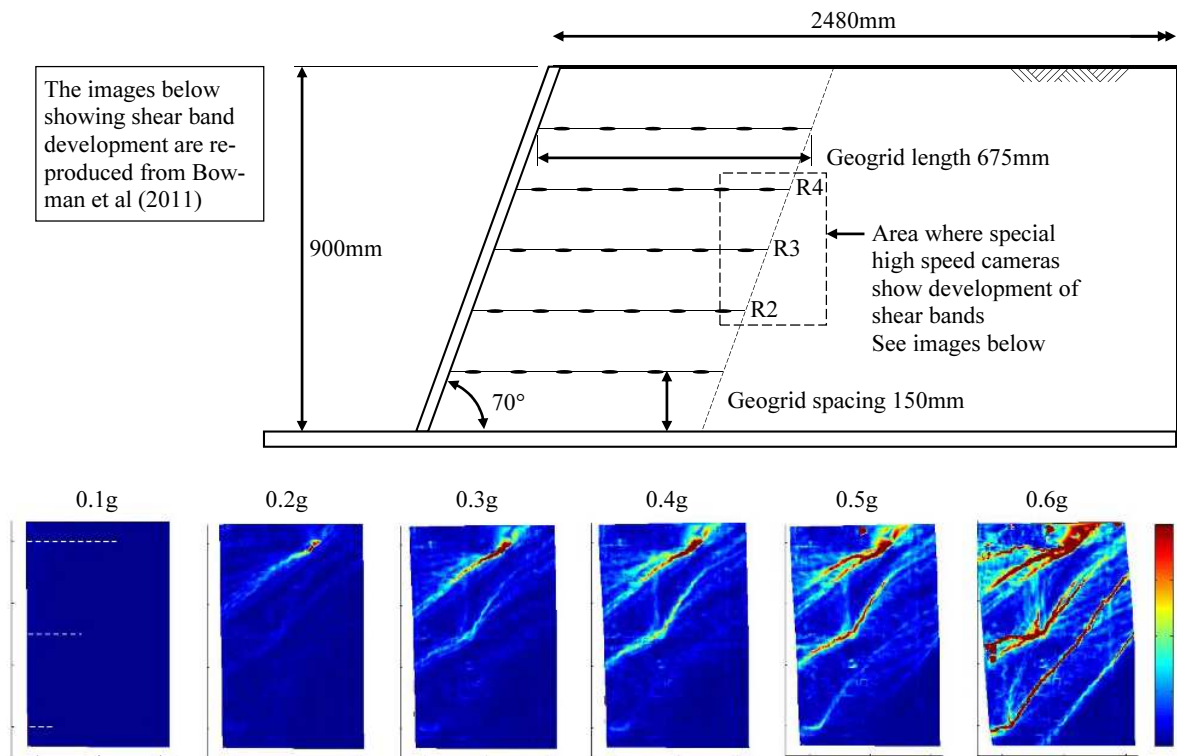 2480mm
The images below
showing shear band
development are re-
produced from Bow-
man et al (2011)
Geogrid length 675mm
R4
900mm
R3
Area where special
high speed cameras
show development of
shear bands
See images below
R2
70°
Geogrid spacing 150mm
0.1g 0.2g 0.3g 0.4g 0.5g 0.6g